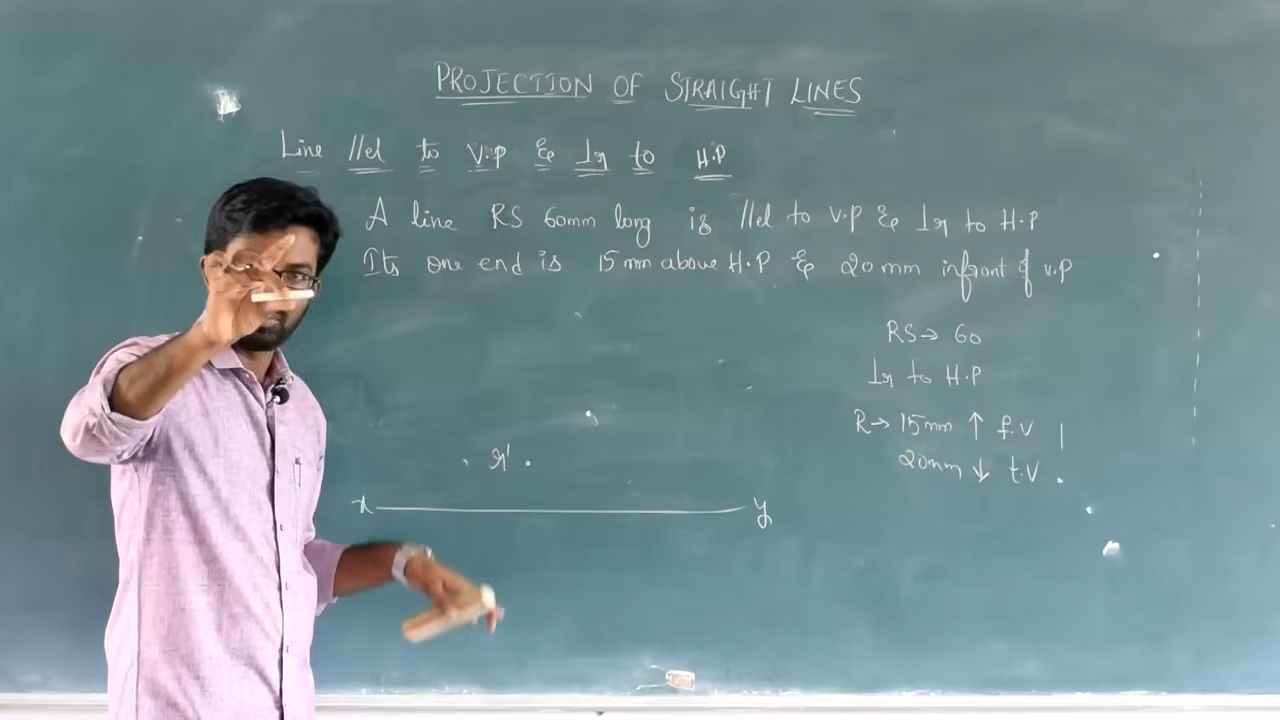 PROJECTION OF STRAIGHT LINES
Line //el to V.P & ⊥r to H.P
A line RS 60mm long is //el to V.P & ⊥r to H.P
Its one end is 15mm above H.P & 20mm infront of V.P
RS → 60
⊥r to H.P
R → 15mm ↑ f.V |
20mm ↓ t.V .
. r' .
x y